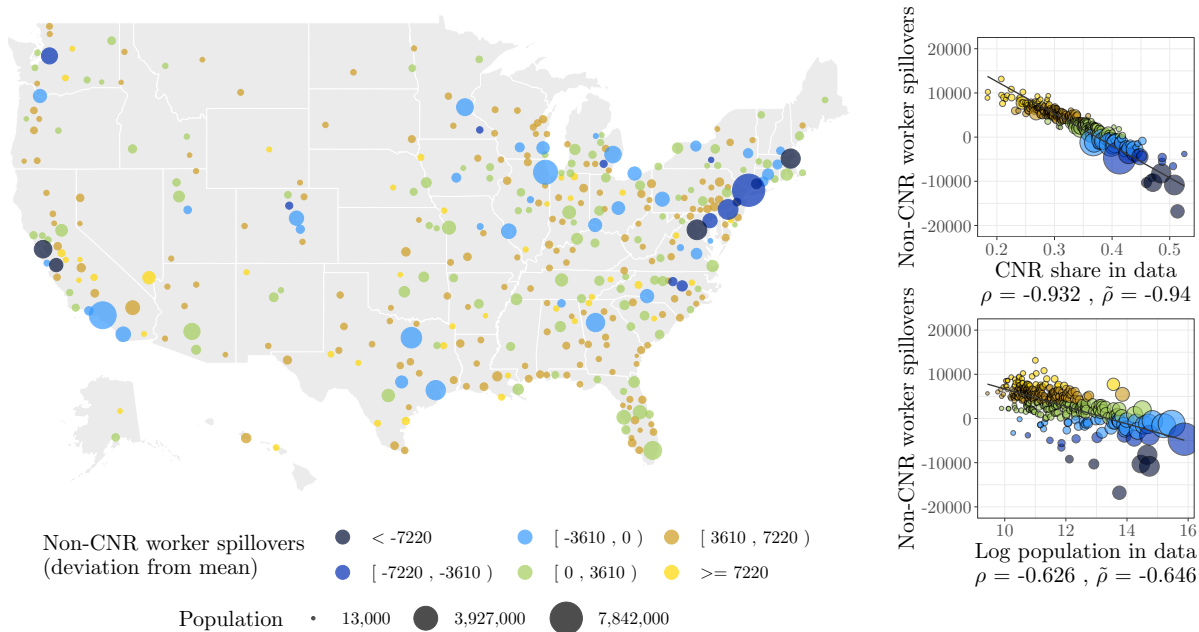 Non-CNR worker spillovers
20000
10000
0
-10000
-20000
0.2 0.3 0.4 0.5
CNR share in data
ρ = -0.932 , ρ̃ = -0.94
Non-CNR worker spillovers
20000
10000
0
-10000
-20000
10 12 14 16
Log population in data
ρ = -0.626 , ρ̃ = -0.646
Non-CNR worker spillovers
(deviation from mean)
< -7220
[ -3610 , 0 )
[ 3610 , 7220 )
[ -7220 , -3610 )
[ 0 , 3610 )
>= 7220
Population
13,000
3,927,000
7,842,000